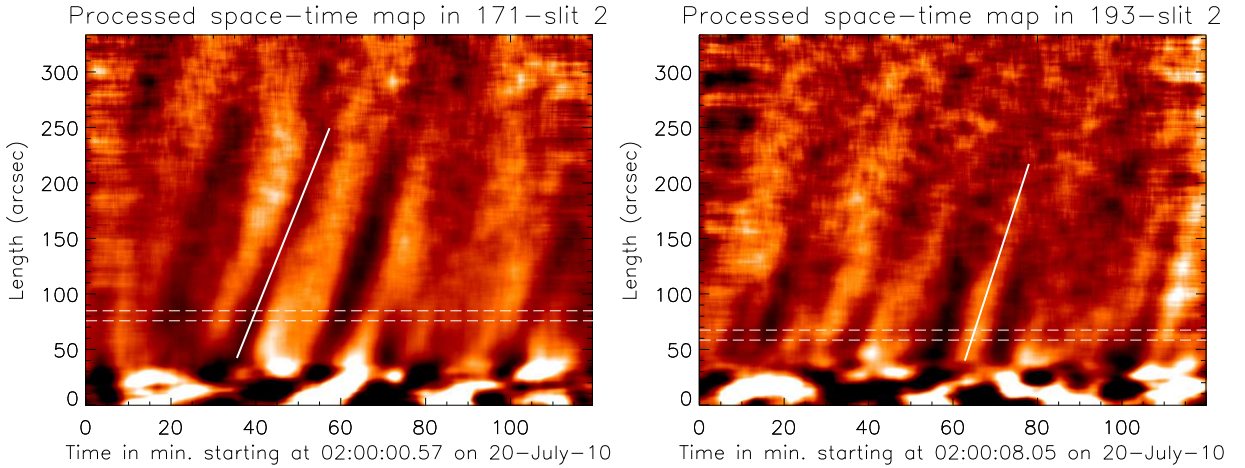 Processed space-time map in 171-slit 2
300
250
200
150
100
50
0
Length (arcsec)
0 20 40 60 80 100
Time in min. starting at 02:00:00.57 on 20-July-10
Processed space-time map in 193-slit 2
300
250
200
150
100
50
0
Length (arcsec)
0 20 40 60 80 100
Time in min. starting at 02:00:08.05 on 20-July-10